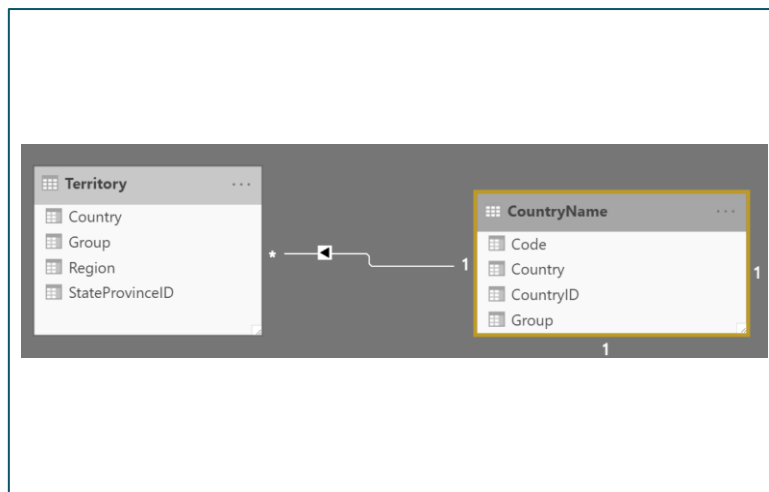 Territory ...
Country
Group
Region
StateProvinceID
* 1
CountryName ...
Code
Country
CountryID
Group
1
1